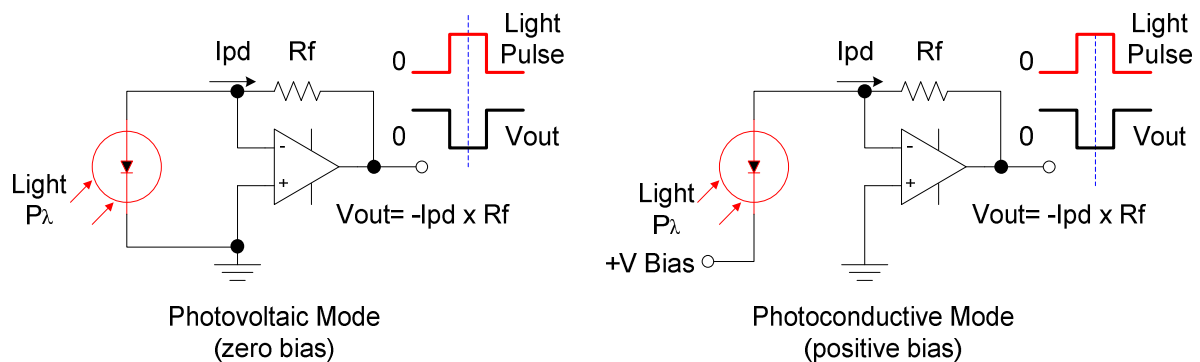 Ipd
Rf
0
Light
Pulse
0
Vout
-
+
Light
Pλ
Vout= -Ipd x Rf
Photovoltaic Mode
(zero bias)
Ipd
Rf
0
Light
Pulse
0
Vout
-
+
Light
Pλ
Vout= -Ipd x Rf
+V Bias
Photoconductive Mode
(positive bias)